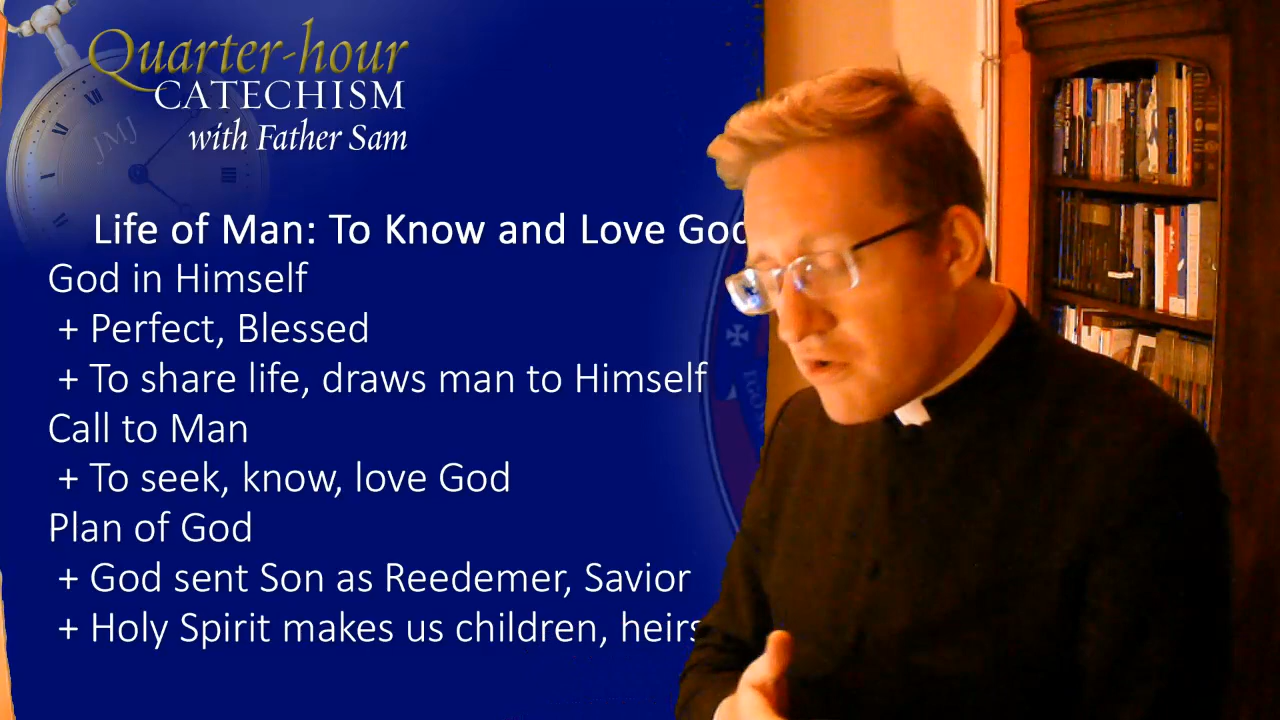 Quarter-hour
CATECHISM
with Father Sam
JMJ
Life of Man: To Know and Love God
God in Himself
+ Perfect, Blessed
+ To share life, draws man to Himself
Call to Man
+ To seek, know, love God
Plan of God
+ God sent Son as Reedemer, Savior
+ Holy Spirit makes us children, heirs